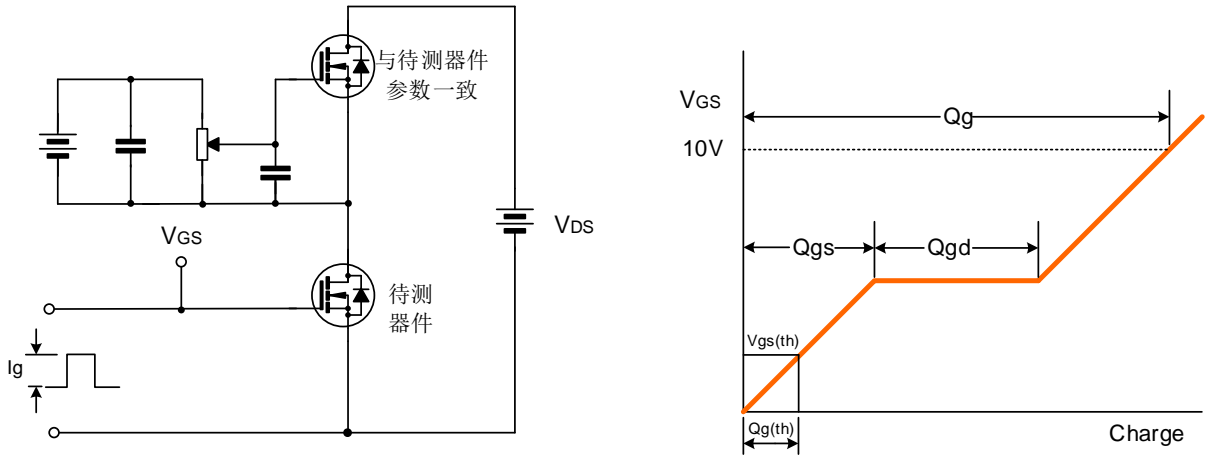 与待测器件
参数一致
VGS
VDS
待测
器件
Ig
VGS
Qg
10V
Qgs
Qgd
Vgs(th)
Qg(th)
Charge